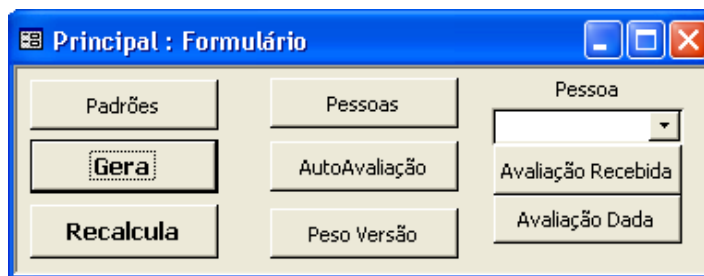 Principal : Formulário
Padrões
Pessoas
Pessoa
Gera
AutoAvaliação
Avaliação Recebida
Recalcula
Peso Versão
Avaliação Dada